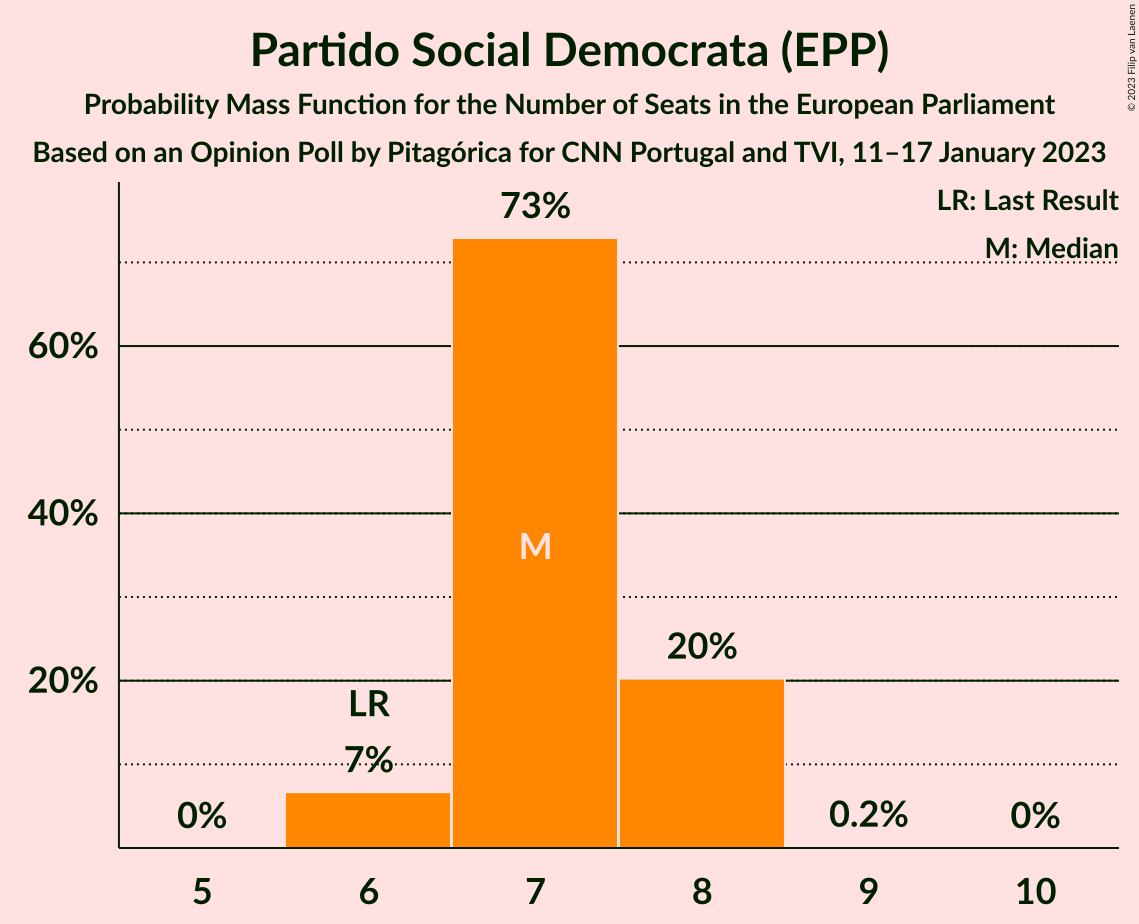 Partido Social Democrata (EPP)
Probability Mass Function for the Number of Seats in the European Parliament
Based on an Opinion Poll by Pitagórica for CNN Portugal and TVI, 11–17 January 2023
© 2023 Filip van Laenen
LR: Last Result
M: Median
73%
60%
40%
M
20%
20%
LR
7%
0%
0.2%
0%
5 6 7 8 9 10